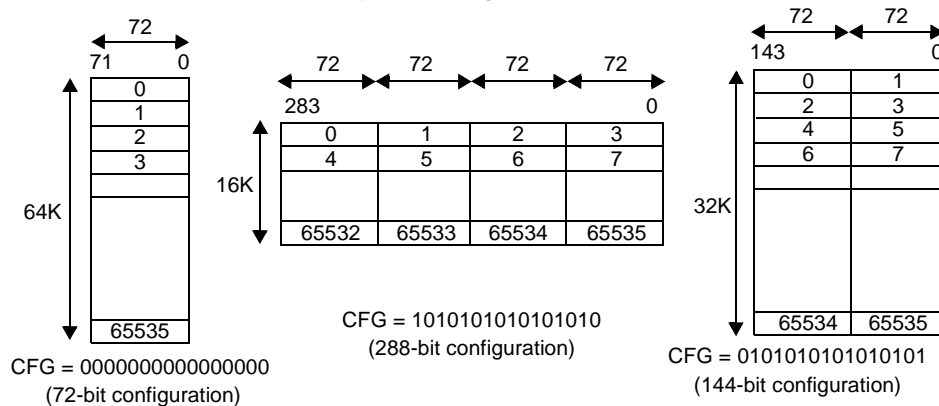 72
71 0
0
1
2
3
64K
65535
CFG = 0000000000000000
(72-bit configuration)
72 72 72 72
283 0
0 1 2 3
4 5 6 7
16K
65532 65533 65534 65535
CFG = 1010101010101010
(288-bit configuration)
72 72
143 0
0 1
2 3
4 5
6 7
32K
65534 65535
CFG = 0101010101010101
(144-bit configuration)